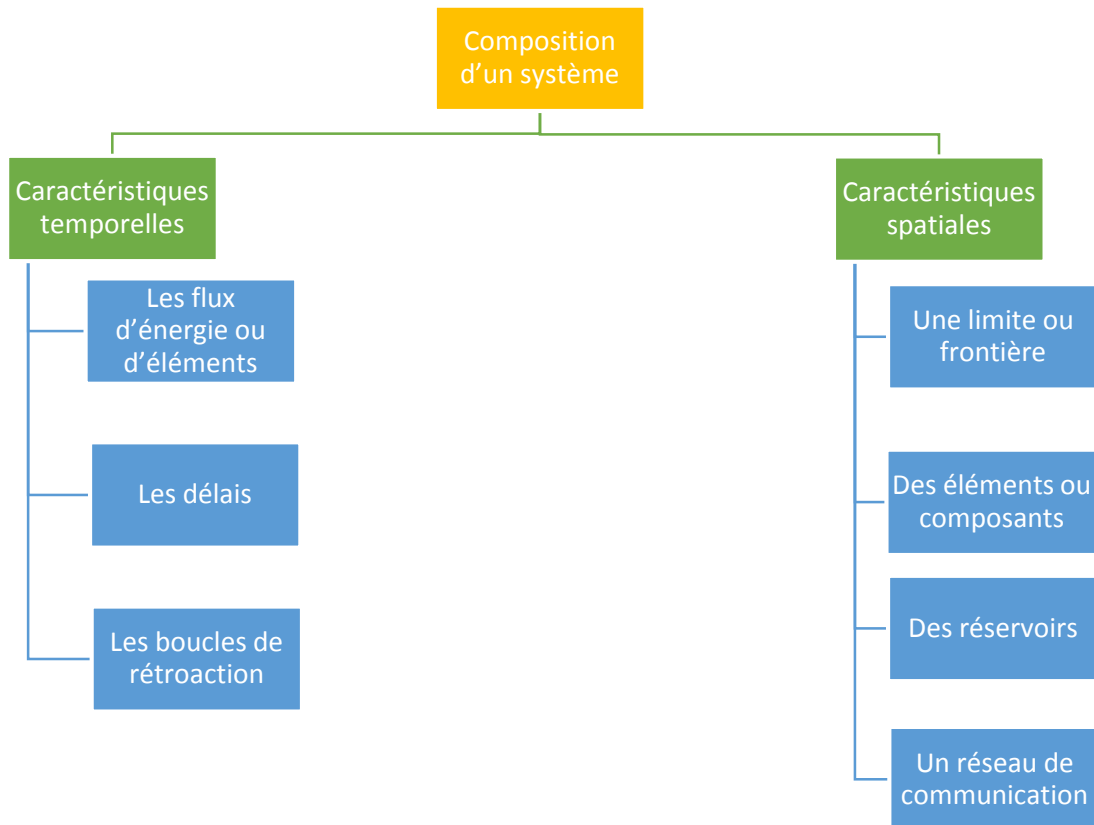 Composition
d’un système
Caractéristiques
temporelles
Les flux
d’énergie ou
d’éléments
Les délais
Les boucles de
rétroaction
Caractéristiques
spatiales
Une limite ou
frontière
Des éléments ou
composants
Des réservoirs
Un réseau de
communication